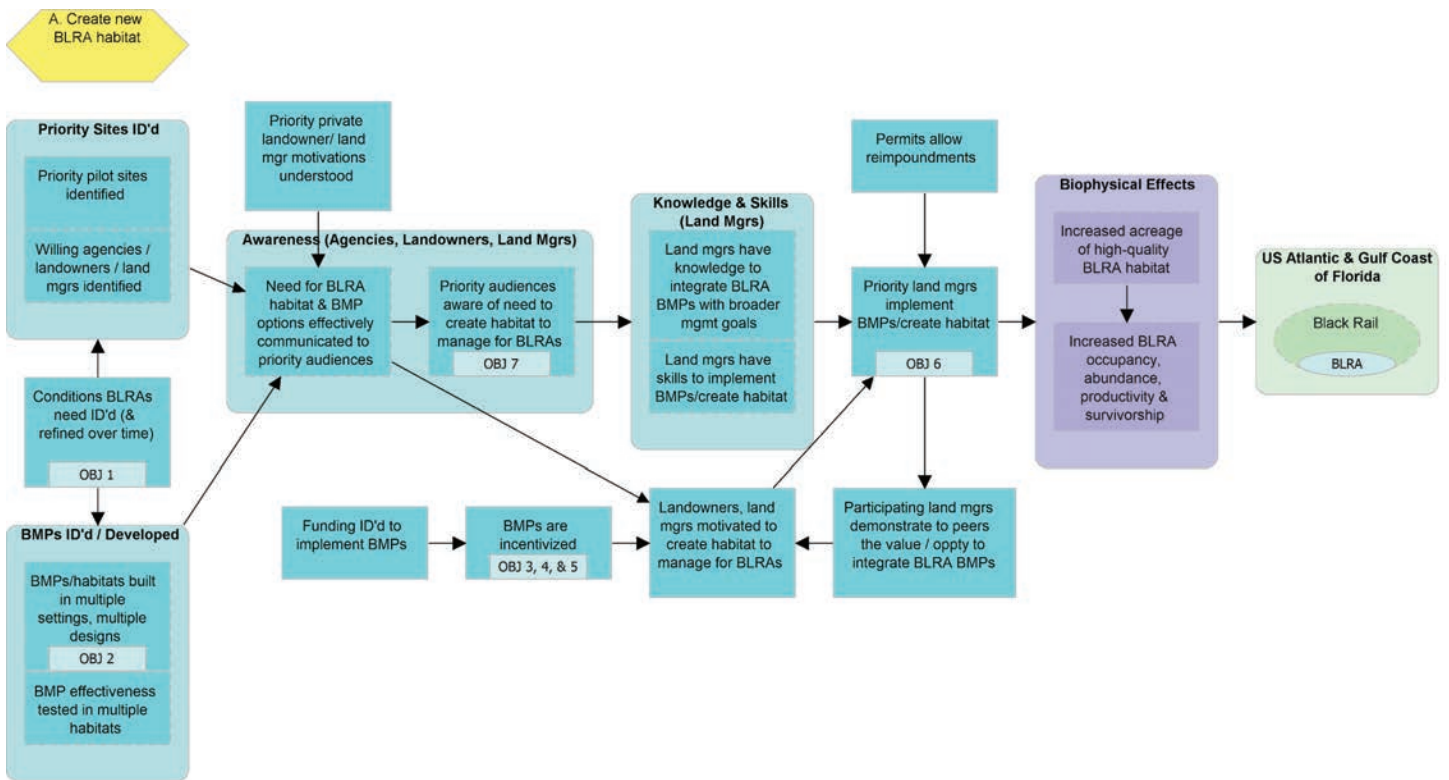 A. Create new
BLRA habitat
Priority Sites ID'd
Priority pilot sites
identified
Willing agencies /
landowners / land
mgrs identified
Conditions BLRAs
need ID'd (&
refined over time)
OBJ 1
BMPs ID'd / Developed
BMPs/habitats built
in multiple
settings, multiple
designs
OBJ 2
BMP effectiveness
tested in multiple
habitats
Priority private
landowner/ land
mgr motivations
understood
Awareness (Agencies, Landowners, Land Mgrs)
Need for BLRA
habitat & BMP
options effectively
communicated to
priority audiences
Priority audiences
aware of need to
create habitat to
manage for BLRAs
OBJ 7
Funding ID'd to
implement BMPs
BMPs are
incentivized
OBJ 3, 4, & 5
Knowledge & Skills
(Land Mgrs)
Land mgrs have
knowledge to
integrate BLRA
BMPs with broader
mgmt goals
Land mgrs have
skills to implement
BMPs/create habitat
Landowners, land
mgrs motivated to
create habitat to
manage for BLRAs
Permits allow
reimpoundments
Priority land mgrs
implement
BMPs/create habitat
OBJ 6
Participating land mgrs
demonstrate to peers
the value / oppty to
integrate BLRA BMPs
Biophysical Effects
Increased acreage
of high-quality
BLRA habitat
Increased BLRA
occupancy,
abundance,
productivity &
survivorship
US Atlantic & Gulf Coast
of Florida
Black Rail
BLRA